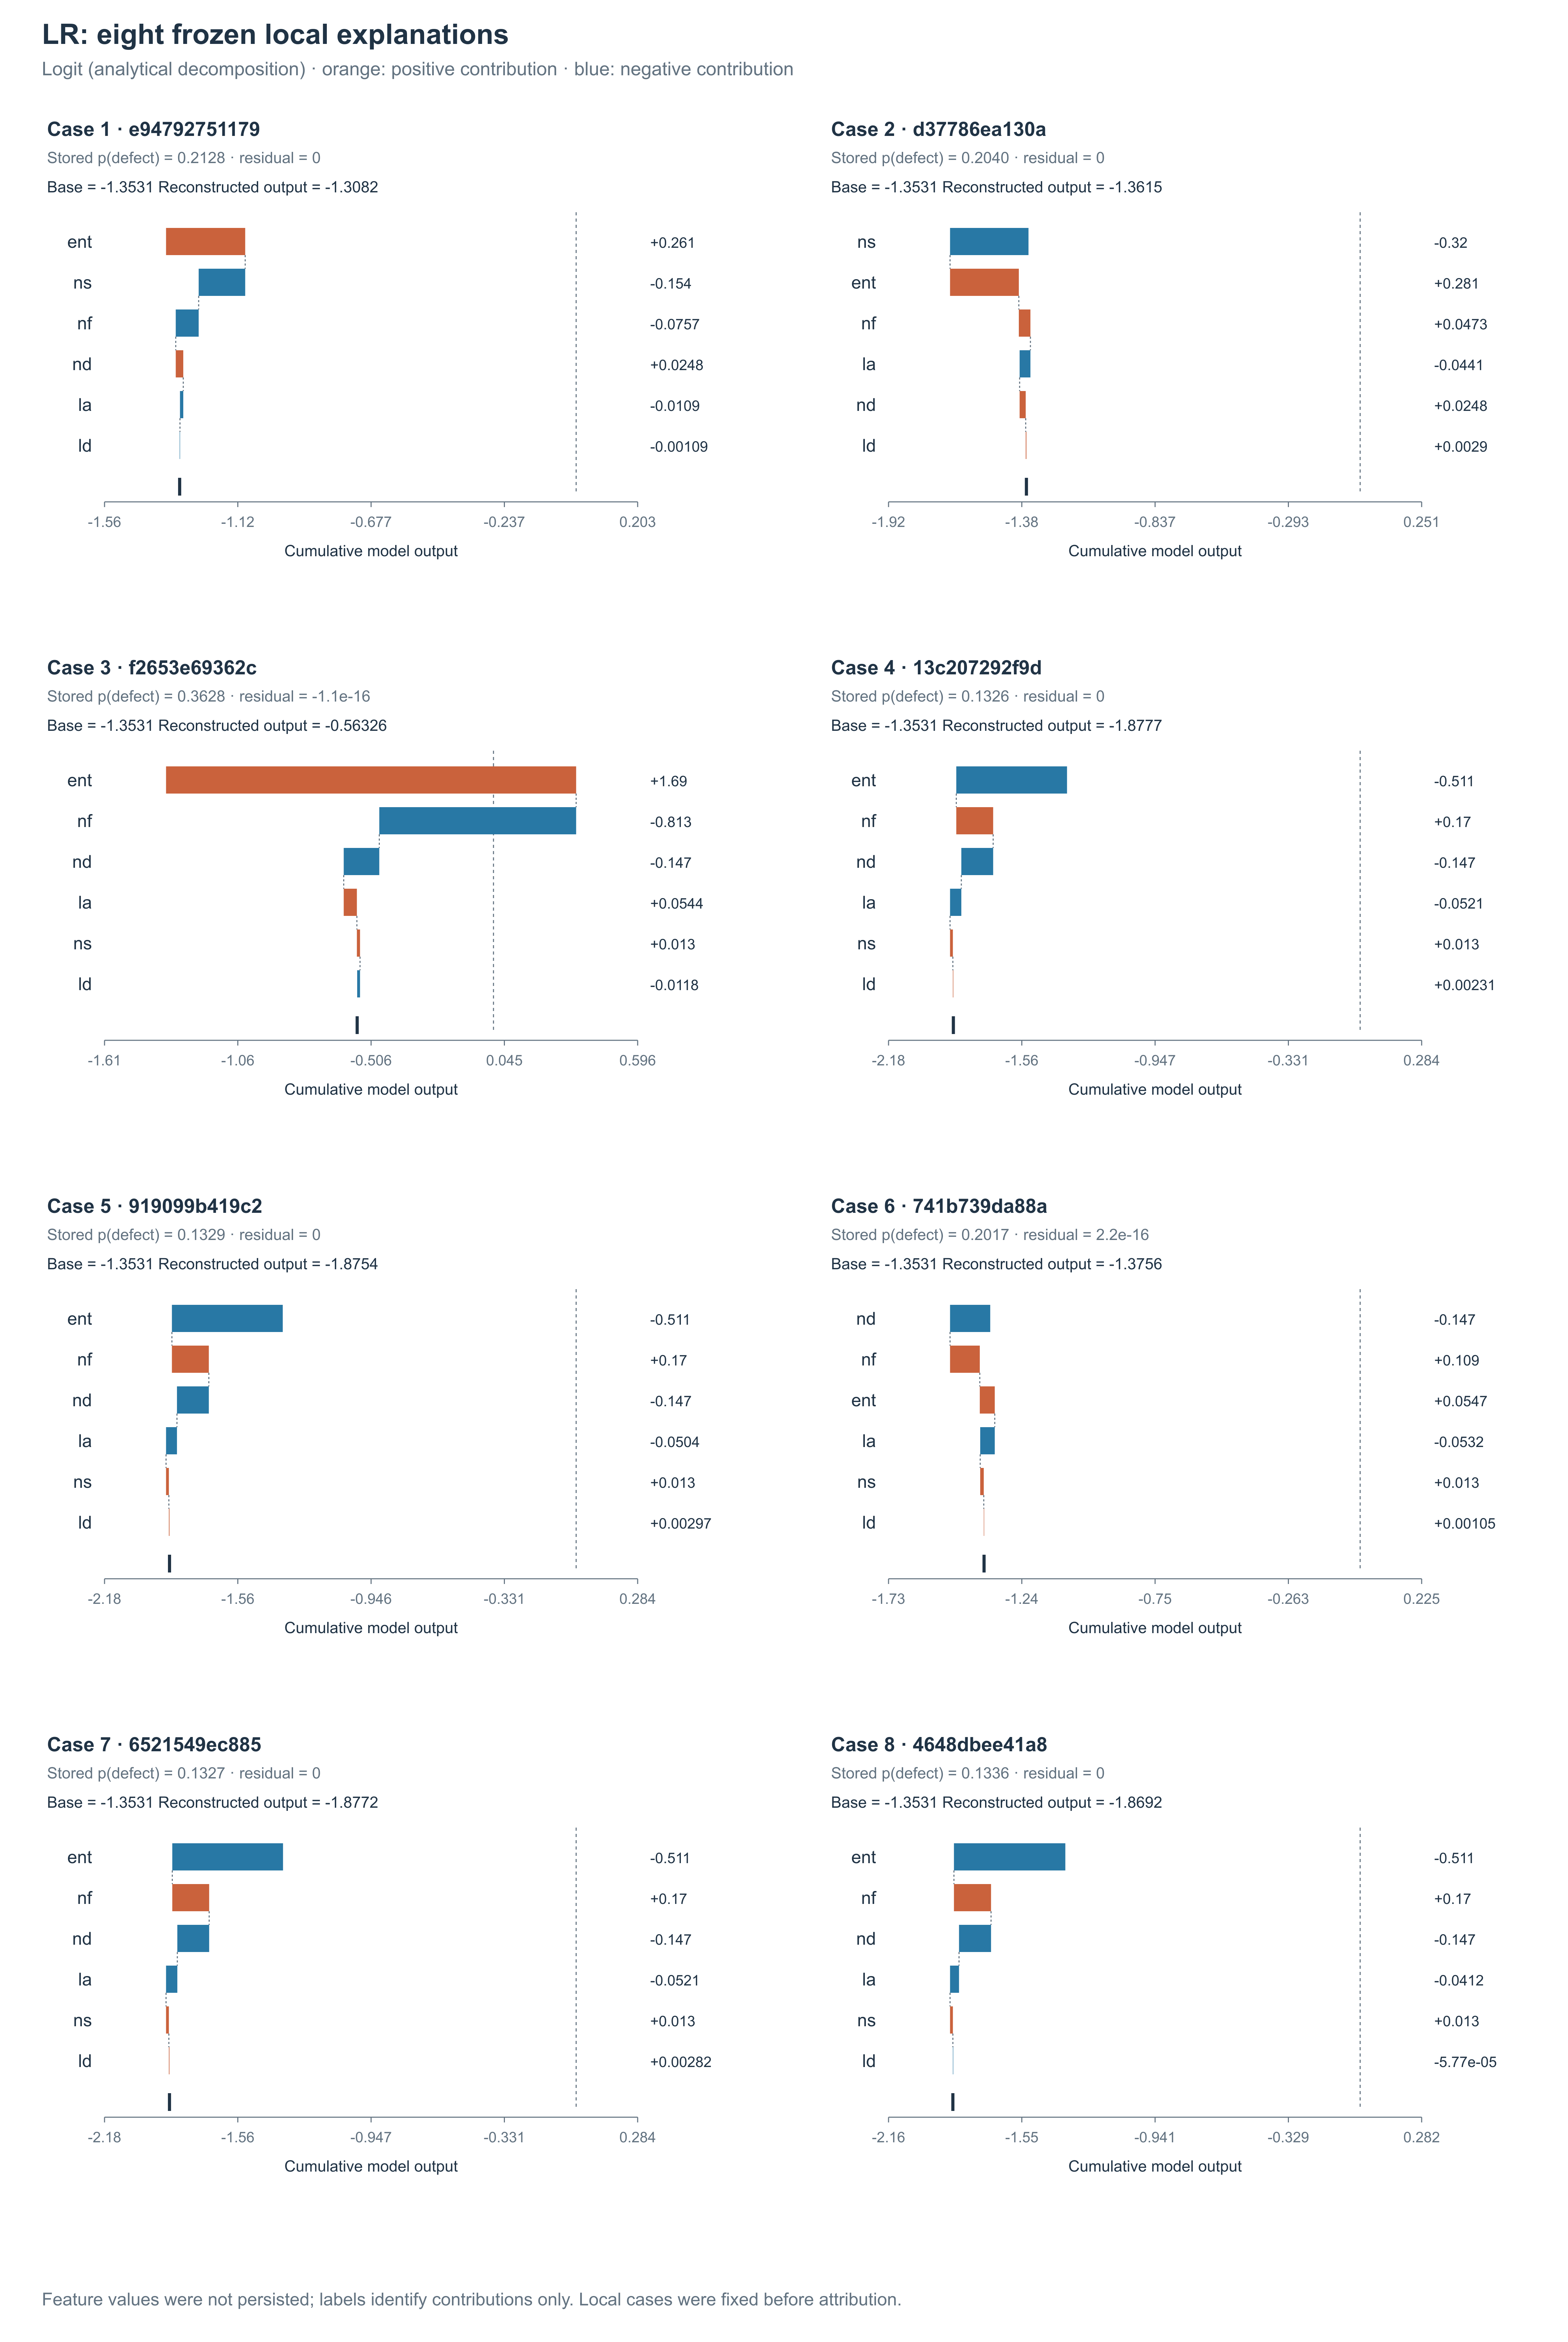 LR: eight frozen local explanations
Logit (analytical decomposition) · orange: positive contribution · blue: negative contribution
Case 1 · e94792751179
Stored p(defect) = 0.2128 · residual = 0
Base = -1.3531 Reconstructed output = -1.3082
ent +0.261
ns -0.154
nf -0.0757
nd +0.0248
la -0.0109
ld -0.00109
-1.56 -1.12 -0.677 -0.237 0.203
Cumulative model output
Case 2 · d37786ea130a
Stored p(defect) = 0.2040 · residual = 0
Base = -1.3531 Reconstructed output = -1.3615
ns -0.32
ent +0.281
nf +0.0473
la -0.0441
nd +0.0248
ld +0.0029
-1.92 -1.38 -0.837 -0.293 0.251
Cumulative model output
Case 3 · f2653e69362c
Stored p(defect) = 0.3628 · residual = -1.1e-16
Base = -1.3531 Reconstructed output = -0.56326
ent +1.69
nf -0.813
nd -0.147
la +0.0544
ns +0.013
ld -0.0118
-1.61 -1.06 -0.506 0.045 0.596
Cumulative model output
Case 4 · 13c207292f9d
Stored p(defect) = 0.1326 · residual = 0
Base = -1.3531 Reconstructed output = -1.8777
ent -0.511
nf +0.17
nd -0.147
la -0.0521
ns +0.013
ld +0.00231
-2.18 -1.56 -0.947 -0.331 0.284
Cumulative model output
Case 5 · 919099b419c2
Stored p(defect) = 0.1329 · residual = 0
Base = -1.3531 Reconstructed output = -1.8754
ent -0.511
nf +0.17
nd -0.147
la -0.0504
ns +0.013
ld +0.00297
-2.18 -1.56 -0.946 -0.331 0.284
Cumulative model output
Case 6 · 741b739da88a
Stored p(defect) = 0.2017 · residual = 2.2e-16
Base = -1.3531 Reconstructed output = -1.3756
nd -0.147
nf +0.109
ent +0.0547
la -0.0532
ns +0.013
ld +0.00105
-1.73 -1.24 -0.75 -0.263 0.225
Cumulative model output
Case 7 · 6521549ec885
Stored p(defect) = 0.1327 · residual = 0
Base = -1.3531 Reconstructed output = -1.8772
ent -0.511
nf +0.17
nd -0.147
la -0.0521
ns +0.013
ld +0.00282
-2.18 -1.56 -0.947 -0.331 0.284
Cumulative model output
Case 8 · 4648dbee41a8
Stored p(defect) = 0.1336 · residual = 0
Base = -1.3531 Reconstructed output = -1.8692
ent -0.511
nf +0.17
nd -0.147
la -0.0412
ns +0.013
ld -5.77e-05
-2.16 -1.55 -0.941 -0.329 0.282
Cumulative model output
Feature values were not persisted; labels identify contributions only. Local cases were fixed before attribution.